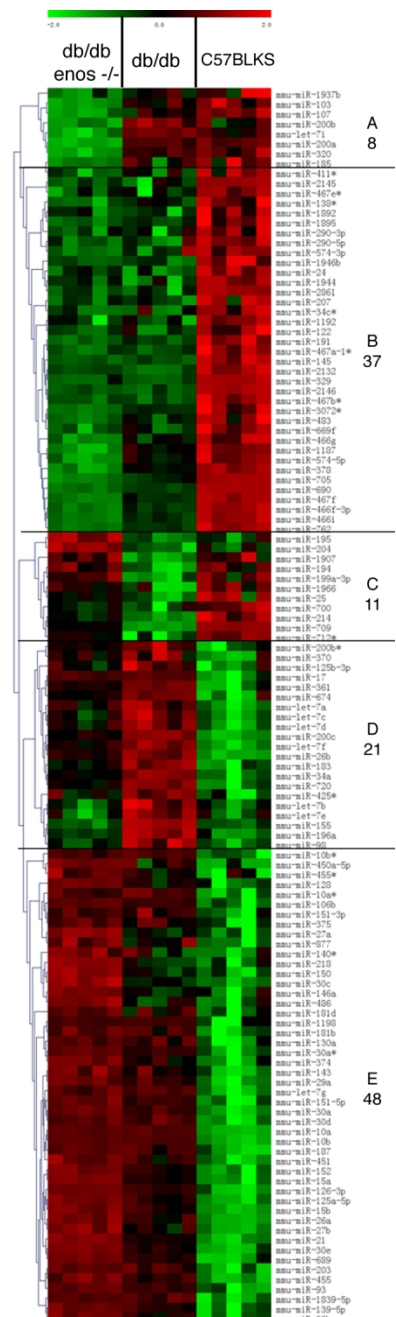 -2.0 0.0 2.0
db/db
enos -/-
db/db
C57BLKS
mmu-miR-1937b
mmu-miR-103
mmu-miR-107
mmu-miR-200b
mmu-let-7i
mmu-miR-200a
mmu-miR-320
mmu-miR-185
A
8
mmu-miR-411*
mmu-miR-2145
mmu-miR-467e*
mmu-miR-138*
mmu-miR-1892
mmu-miR-1895
mmu-miR-290-3p
mmu-miR-290-5p
mmu-miR-574-3p
mmu-miR-1946b
mmu-miR-24
mmu-miR-1944
mmu-miR-2861
mmu-miR-207
mmu-miR-34c*
mmu-miR-1192
mmu-miR-122
mmu-miR-191
mmu-miR-467a-1*
mmu-miR-145
mmu-miR-2132
mmu-miR-329
mmu-miR-2146
mmu-miR-467b*
mmu-miR-3072*
mmu-miR-483
mmu-miR-669f
mmu-miR-466g
mmu-miR-1187
mmu-miR-574-5p
mmu-miR-378
mmu-miR-705
mmu-miR-690
mmu-miR-467f
mmu-miR-466f-3p
mmu-miR-466i
mmu-miR-762
B
37
mmu-miR-195
mmu-miR-204
mmu-miR-1907
mmu-miR-194
mmu-miR-199a-3p
mmu-miR-1966
mmu-miR-25
mmu-miR-700
mmu-miR-214
mmu-miR-709
mmu-miR-712*
C
11
mmu-miR-200b*
mmu-miR-370
mmu-miR-125b-3p
mmu-miR-17
mmu-miR-361
mmu-miR-674
mmu-let-7a
mmu-let-7c
mmu-let-7d
mmu-miR-200c
mmu-let-7f
mmu-miR-26b
mmu-miR-183
mmu-miR-34a
mmu-miR-720
mmu-miR-425*
mmu-let-7b
mmu-let-7e
mmu-miR-155
mmu-miR-196a
mmu-miR-98
D
21
mmu-miR-10b*
mmu-miR-450a-5p
mmu-miR-455*
mmu-miR-128
mmu-miR-10a*
mmu-miR-106b
mmu-miR-151-3p
mmu-miR-375
mmu-miR-27a
mmu-miR-877
mmu-miR-140*
mmu-miR-218
mmu-miR-150
mmu-miR-30c
mmu-miR-146a
mmu-miR-486
mmu-miR-181d
mmu-miR-1198
mmu-miR-181b
mmu-miR-130a
mmu-miR-30a*
mmu-miR-374
mmu-miR-143
mmu-miR-29a
mmu-let-7g
mmu-miR-151-5p
mmu-miR-30a
mmu-miR-30d
mmu-miR-10a
mmu-miR-10b
mmu-miR-187
mmu-miR-451
mmu-miR-152
mmu-miR-15a
mmu-miR-126-3p
mmu-miR-125a-5p
mmu-miR-15b
mmu-miR-26a
mmu-miR-27b
mmu-miR-21
mmu-miR-30e
mmu-miR-689
mmu-miR-203
mmu-miR-455
mmu-miR-93
mmu-miR-1839-5p
mmu-miR-139-5p
E
48